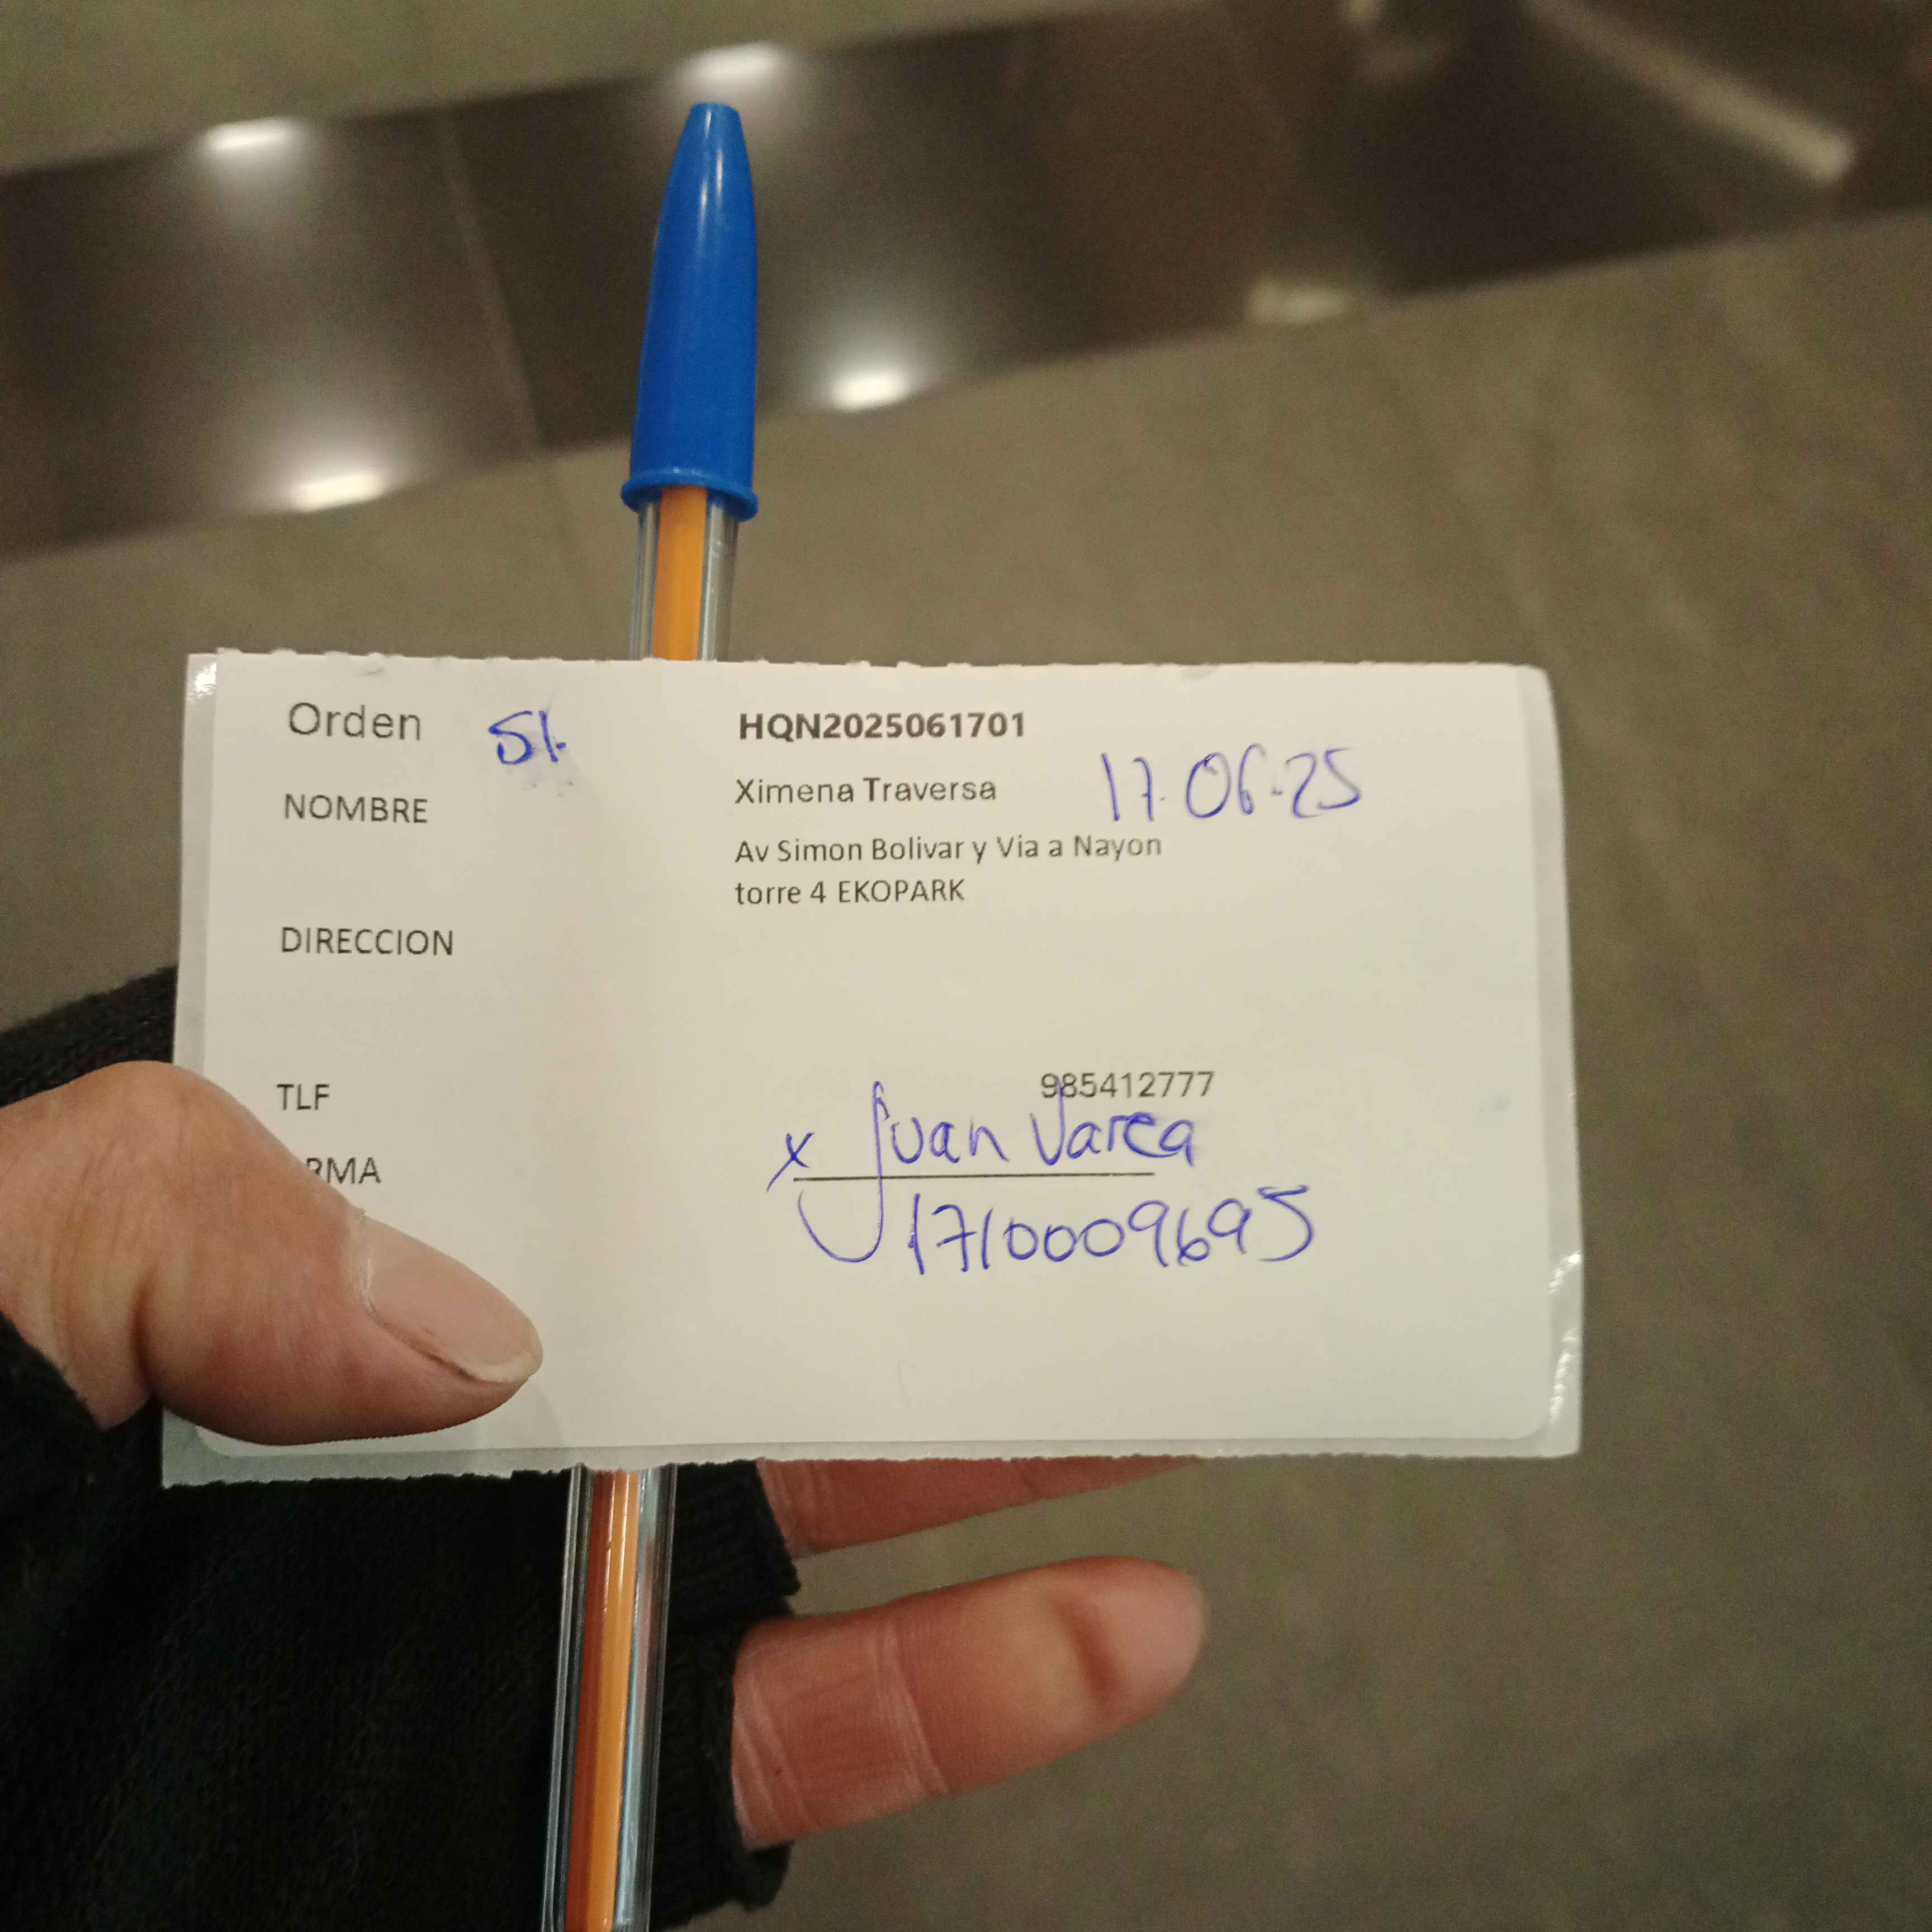 Orden 51. HQN2025061701
NOMBRE Ximena Traversa 17.06.25
Av Simon Bolivar y Via a Nayon
torre 4 EKOPARK
DIRECCION
TLF 985412777
x Juan
1710009695